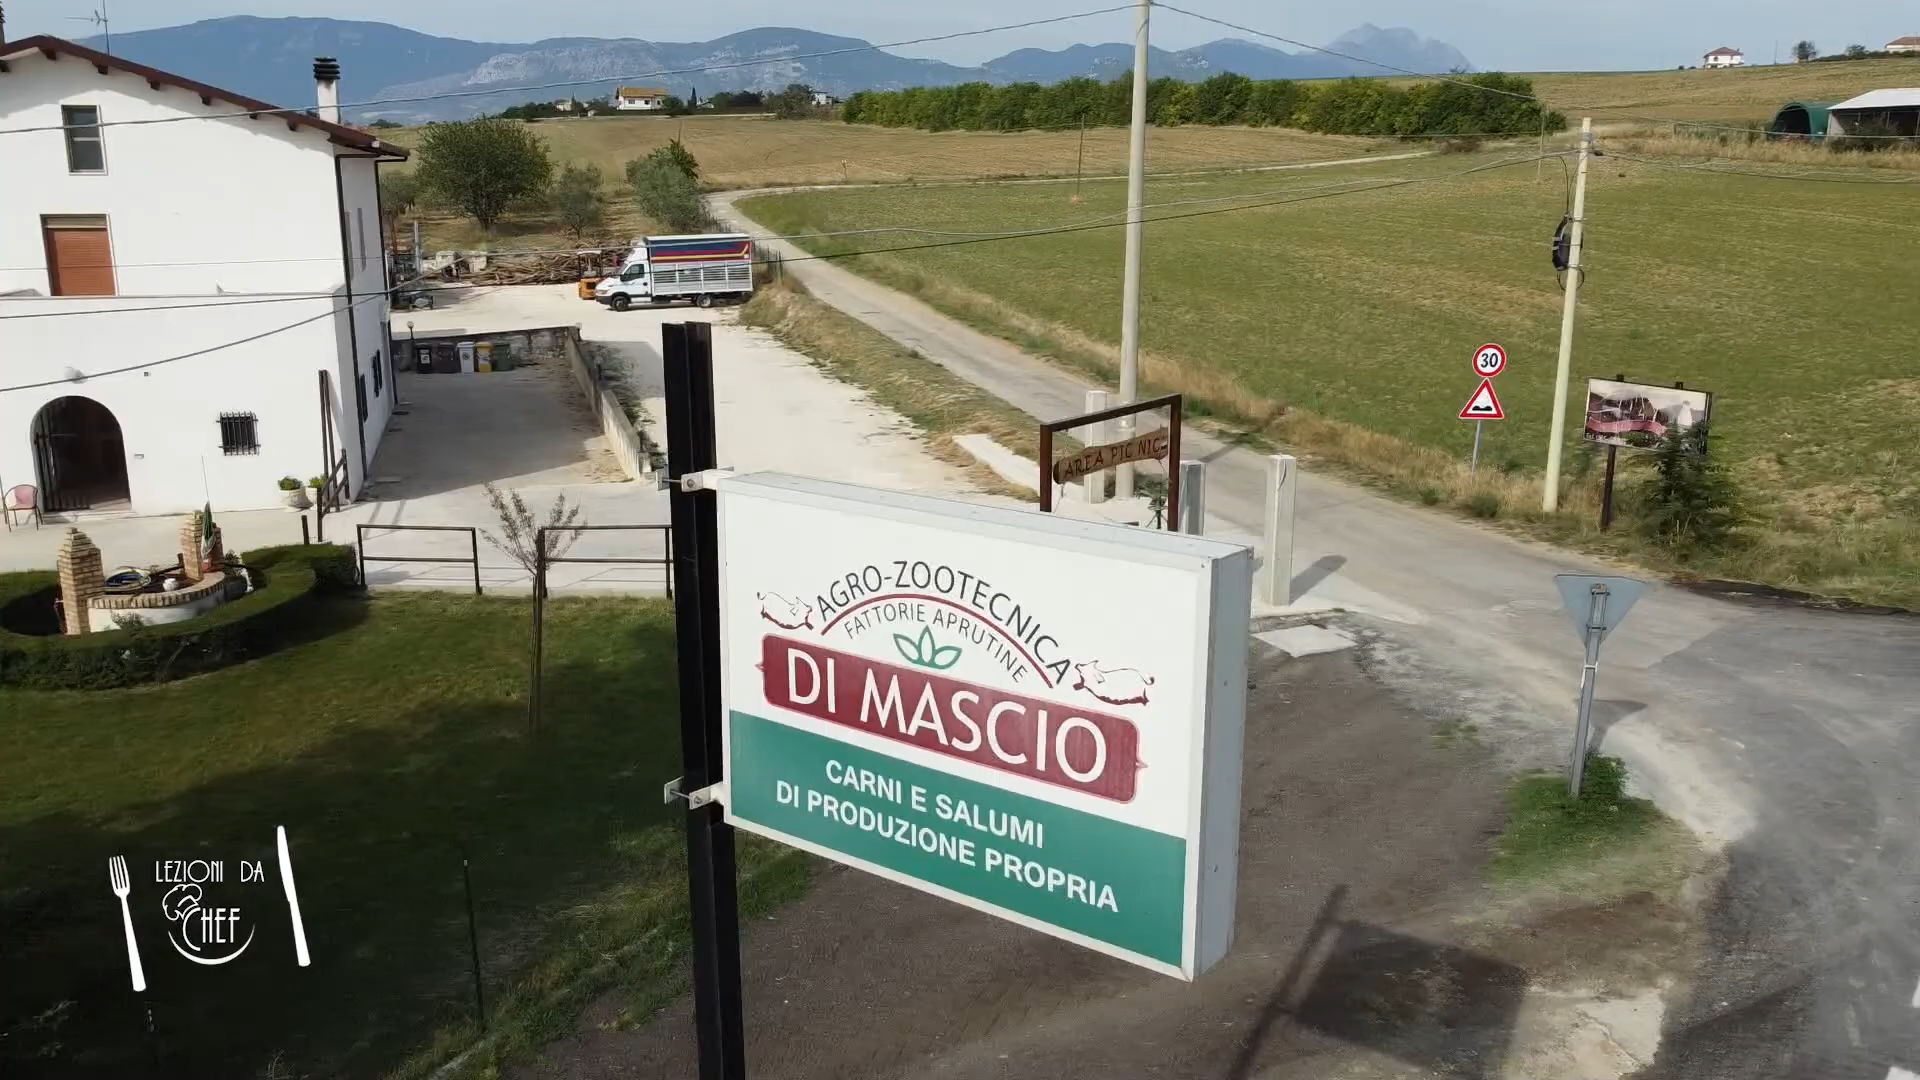 30
AREA PIC NIC
AGRO-ZOOTECNICA
FATTORIE APRUTINE
DI MASCIO
CARNI E SALUMI
DI PRODUZIONE PROPRIA
LEZIONI DA
CHEF